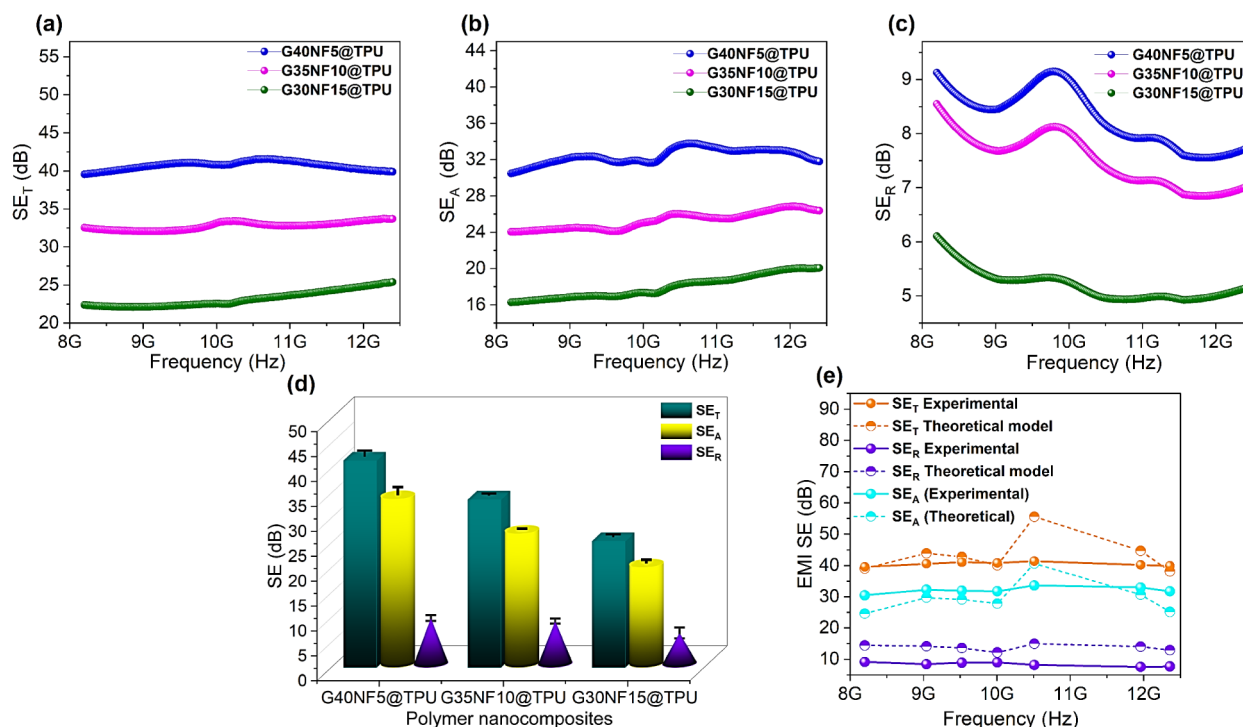 (a)
G40NF5@TPU
G35NF10@TPU
G30NF15@TPU
SE_T (dB)
55
50
45
40
35
30
25
20
8G 9G 10G 11G 12G
Frequency (Hz)
(b)
G40NF5@TPU
G35NF10@TPU
G30NF15@TPU
SE_A (dB)
44
40
36
32
28
24
20
16
8G 9G 10G 11G 12G
Frequency (Hz)
(c)
G40NF5@TPU
G35NF10@TPU
G30NF15@TPU
SE_R (dB)
9
8
7
6
5
8G 9G 10G 11G 12G
Frequency (Hz)
(d)
SE_T
SE_A
SE_R
SE (dB)
50
45
40
35
30
25
20
15
10
5
0
G40NF5@TPU G35NF10@TPU G30NF15@TPU
Polymer nanocomposites
(e)
SE_T Experimental
SE_T Theoretical model
SE_R Experimental
SE_R Theoretical model
SE_A (Experimental)
SE_A (Theoretical)
EMI SE (dB)
90
80
70
60
50
40
30
20
10
8G 9G 10G 11G 12G
Frequency (Hz)